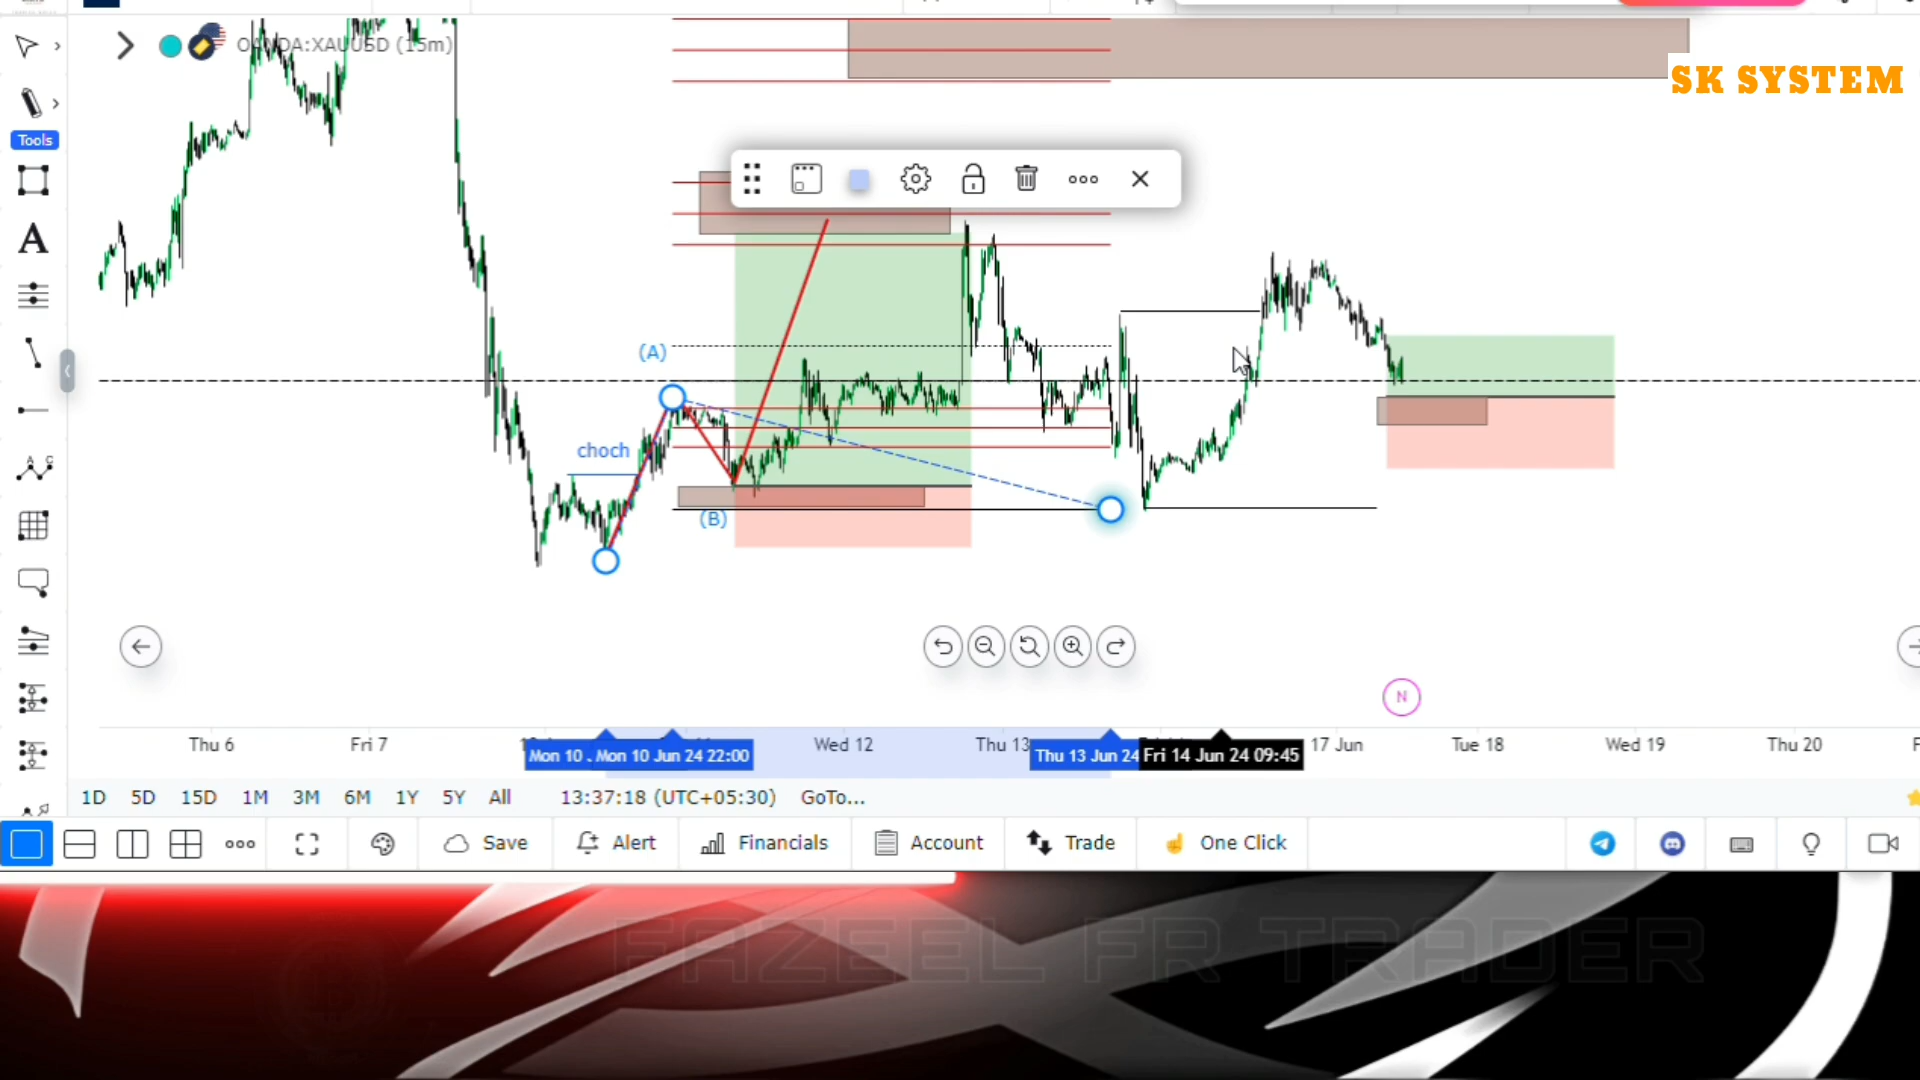 OANDA:XAUUSD (15m)
SK SYSTEM
Tools
A
(A)
choch
(B)
N
Thu 6
Fri 7
Mon 10
Mon 10 Jun 24 22:00
Wed 12
Thu 13
Thu 13 Jun 24
Fri 14 Jun 24 09:45
17 Jun
Tue 18
Wed 19
Thu 20
1D 5D 15D 1M 3M 6M 1Y 5Y All 13:37:18 (UTC+05:30) GoTo...
Save Alert Financials Account Trade One Click
FAZEEL FR TRADER